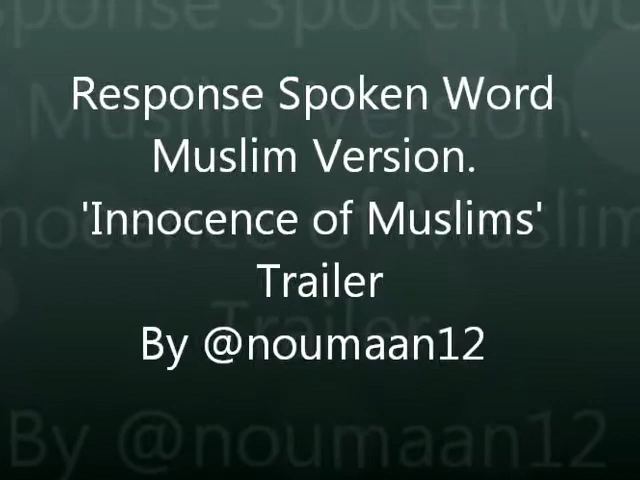 Response Spoken Word
Muslim Version.
'Innocence of Muslims'
Trailer
By @noumaan12